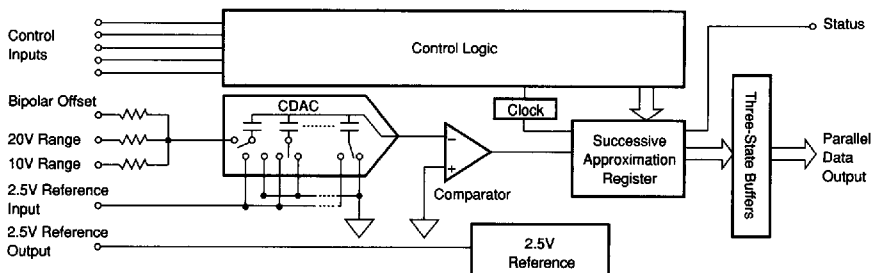 Control
Inputs
Control Logic
Status
Bipolar Offset
20V Range
10V Range
2.5V Reference
Input
2.5V Reference
Output
CDAC
Clock
−
+
Comparator
Successive
Approximation
Register
Three-State Buffers
Parallel
Data
Output
2.5V
Reference